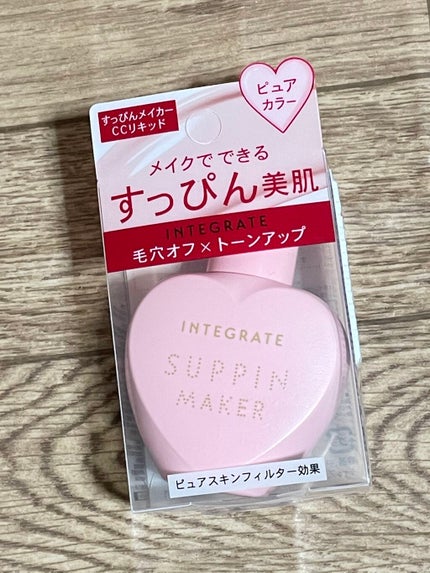 ピュア
カラー
すっぴんメイカー
CCリキッド
メイクでできる
すっぴん美肌
INTEGRATE
毛穴オフ×トーンアップ
INTEGRATE
SUPPIN
MAKER
ピュアスキンフィルター効果